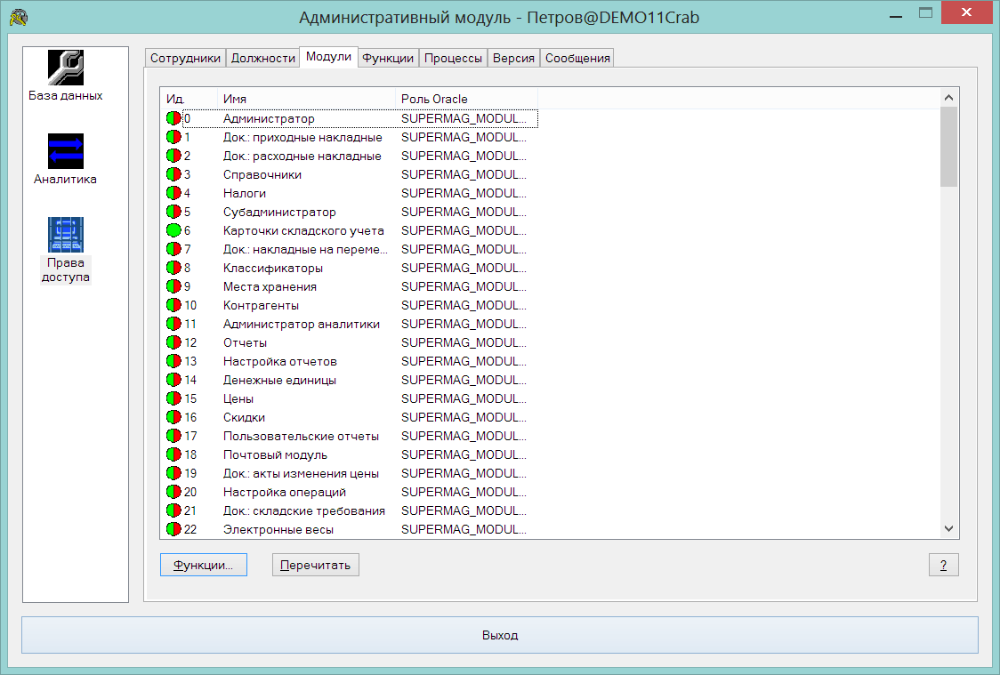 Административный модуль - Петров@DEMO11Crab
База данных
Аналитика
Права
доступа
Сотрудники Должности Модули Функции Процессы Версия Сообщения
Ид. Имя Роль Oracle
0 Администратор SUPERMAG_MODUL...
1 Док.: приходные накладные SUPERMAG_MODUL...
2 Док.: расходные накладные SUPERMAG_MODUL...
3 Справочники SUPERMAG_MODUL...
4 Налоги SUPERMAG_MODUL...
5 Субадминистратор SUPERMAG_MODUL...
6 Карточки складского учета SUPERMAG_MODUL...
7 Док.: накладные на переме... SUPERMAG_MODUL...
8 Классификаторы SUPERMAG_MODUL...
9 Места хранения SUPERMAG_MODUL...
10 Контрагенты SUPERMAG_MODUL...
11 Администратор аналитики SUPERMAG_MODUL...
12 Отчеты SUPERMAG_MODUL...
13 Настройка отчетов SUPERMAG_MODUL...
14 Денежные единицы SUPERMAG_MODUL...
15 Цены SUPERMAG_MODUL...
16 Скидки SUPERMAG_MODUL...
17 Пользовательские отчеты SUPERMAG_MODUL...
18 Почтовый модуль SUPERMAG_MODUL...
19 Док.: акты изменения цены SUPERMAG_MODUL...
20 Настройка операций SUPERMAG_MODUL...
21 Док.: складские требования SUPERMAG_MODUL...
22 Электронные весы SUPERMAG_MODUL...
Функции... Перечитать ?
Выход